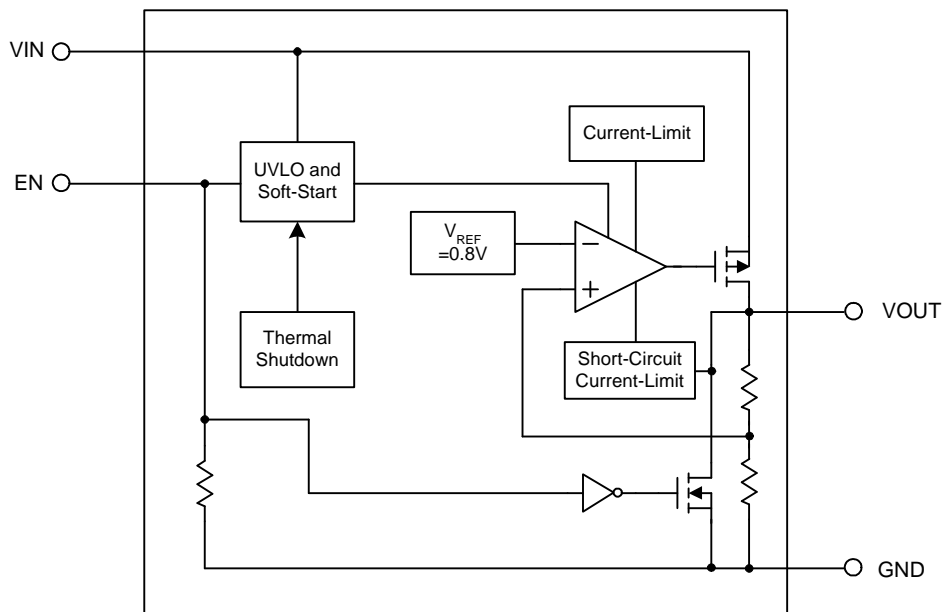 VIN
Current-Limit
EN
UVLO and
Soft-Start
VREF
=0.8V
−
+
VOUT
Thermal
Shutdown
Short-Circuit
Current-Limit
GND